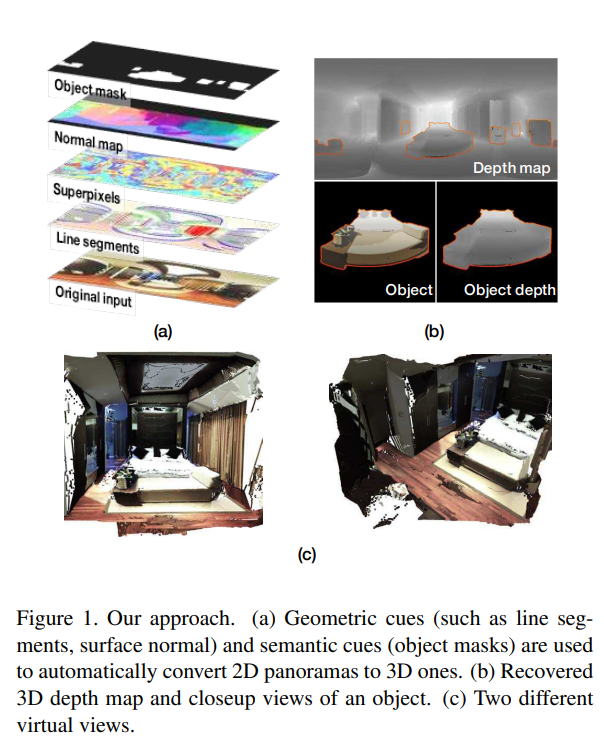 Object mask
Normal map
Superpixels
Line segments
Original input
(a)
Depth map
Object
Object depth
(b)
(c)
Figure 1. Our approach. (a) Geometric cues (such as line seg-
ments, surface normal) and semantic cues (object masks) are used
to automatically convert 2D panoramas to 3D ones. (b) Recovered
3D depth map and closeup views of an object. (c) Two different
virtual views.